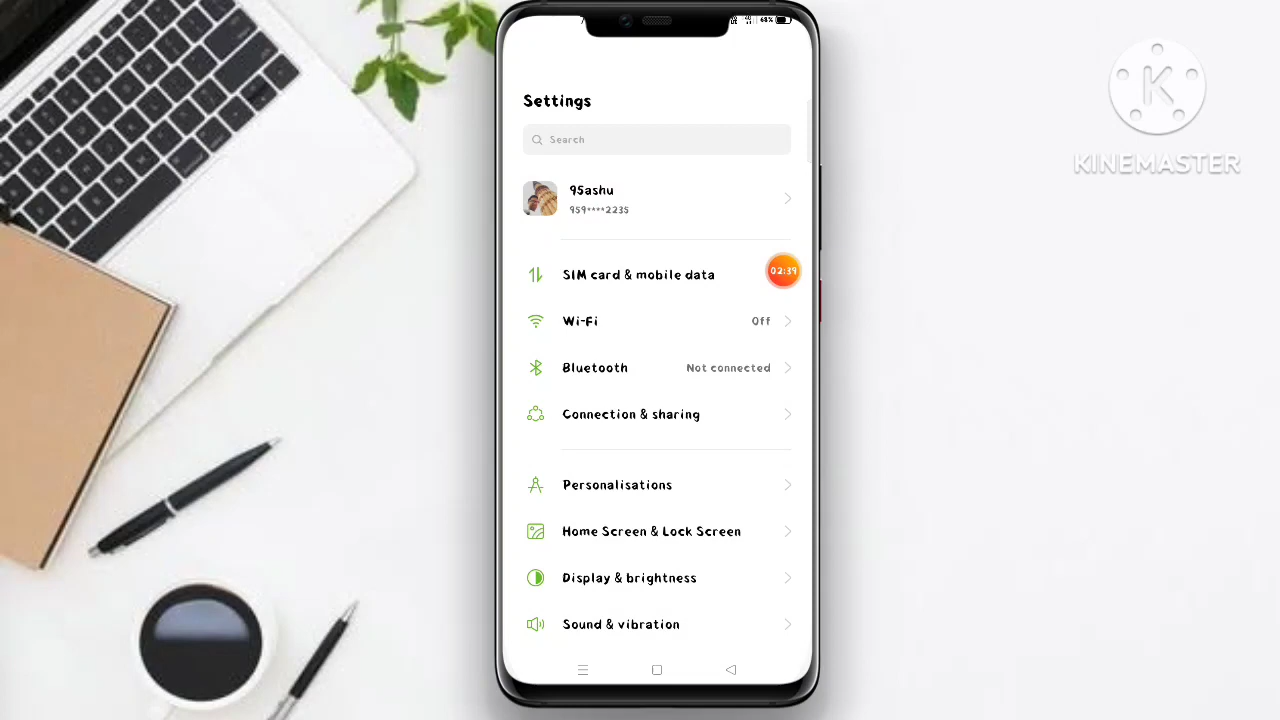 68%
Settings
Search
95ashu
959****2235
SIM card & mobile data
02:39
Wi-Fi
Off
Bluetooth
Not connected
Connection & sharing
Personalisations
Home Screen & Lock Screen
Display & brightness
Sound & vibration
K
KINEMASTER